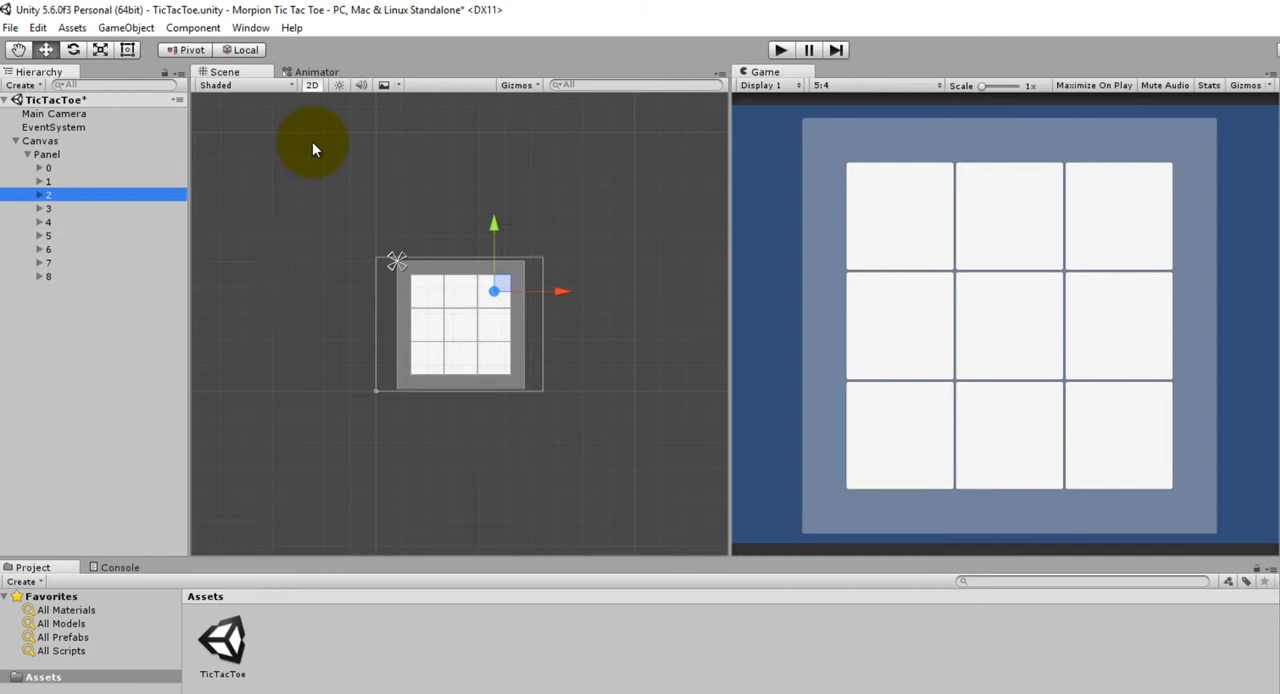 Unity 5.6.0f3 Personal (64bit) - TicTacToe.unity - Morpion Tic Tac Toe - PC, Mac & Linux Standalone* <DX11>
File Edit Assets GameObject Component Window Help
Pivot Local
Hierarchy
Create All
TicTacToe*
Main Camera
EventSystem
Canvas
Panel
0
1
2
3
4
5
6
7
8
Scene Animator
Shaded 2D Gizmos All
Game
Display 1 5:4 Scale 1x Maximize On Play Mute Audio Stats Gizmos
Project Console
Create
Favorites
All Materials
All Models
All Prefabs
All Scripts
Assets
Assets
TicTacToe